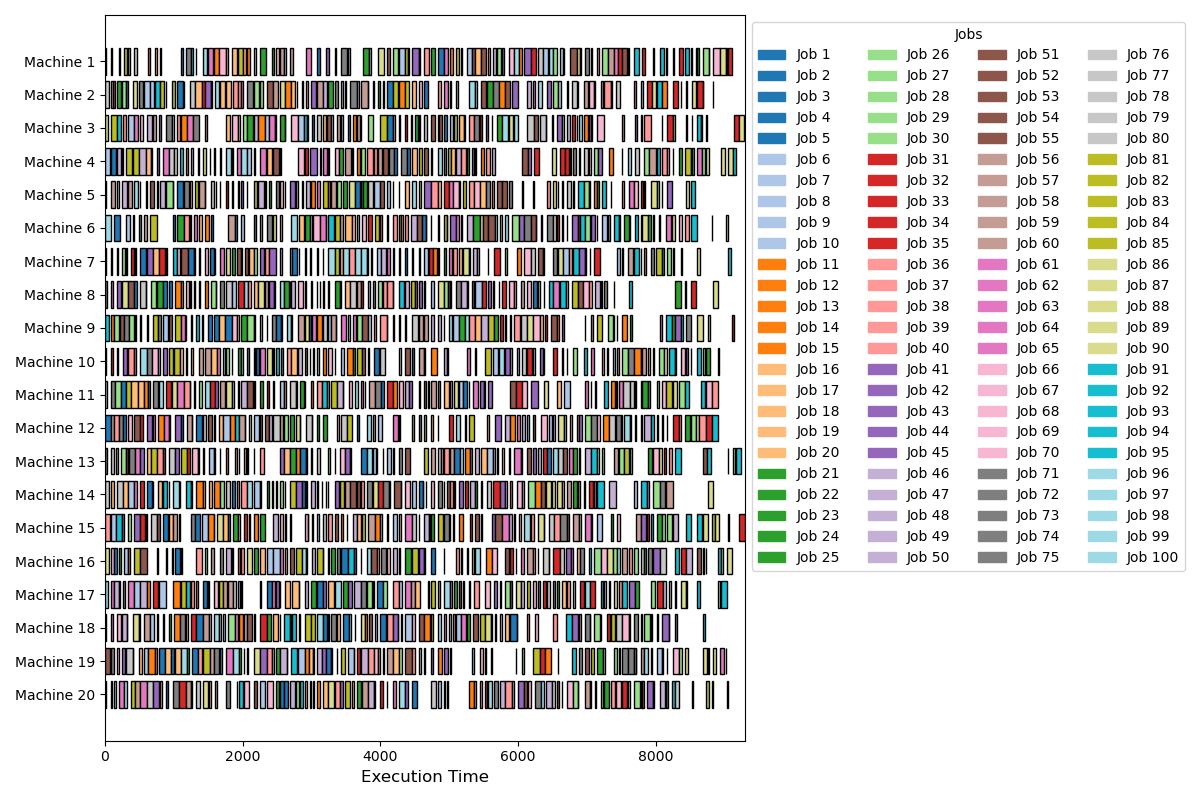 Jobs
Machine 1
Machine 2
Machine 3
Machine 4
Machine 5
Machine 6
Machine 7
Machine 8
Machine 9
Machine 10
Machine 11
Machine 12
Machine 13
Machine 14
Machine 15
Machine 16
Machine 17
Machine 18
Machine 19
Machine 20
0 2000 4000 6000 8000
Execution Time
Job 1 Job 26 Job 51 Job 76
Job 2 Job 27 Job 52 Job 77
Job 3 Job 28 Job 53 Job 78
Job 4 Job 29 Job 54 Job 79
Job 5 Job 30 Job 55 Job 80
Job 6 Job 31 Job 56 Job 81
Job 7 Job 32 Job 57 Job 82
Job 8 Job 33 Job 58 Job 83
Job 9 Job 34 Job 59 Job 84
Job 10 Job 35 Job 60 Job 85
Job 11 Job 36 Job 61 Job 86
Job 12 Job 37 Job 62 Job 87
Job 13 Job 38 Job 63 Job 88
Job 14 Job 39 Job 64 Job 89
Job 15 Job 40 Job 65 Job 90
Job 16 Job 41 Job 66 Job 91
Job 17 Job 42 Job 67 Job 92
Job 18 Job 43 Job 68 Job 93
Job 19 Job 44 Job 69 Job 94
Job 20 Job 45 Job 70 Job 95
Job 21 Job 46 Job 71 Job 96
Job 22 Job 47 Job 72 Job 97
Job 23 Job 48 Job 73 Job 98
Job 24 Job 49 Job 74 Job 99
Job 25 Job 50 Job 75 Job 100